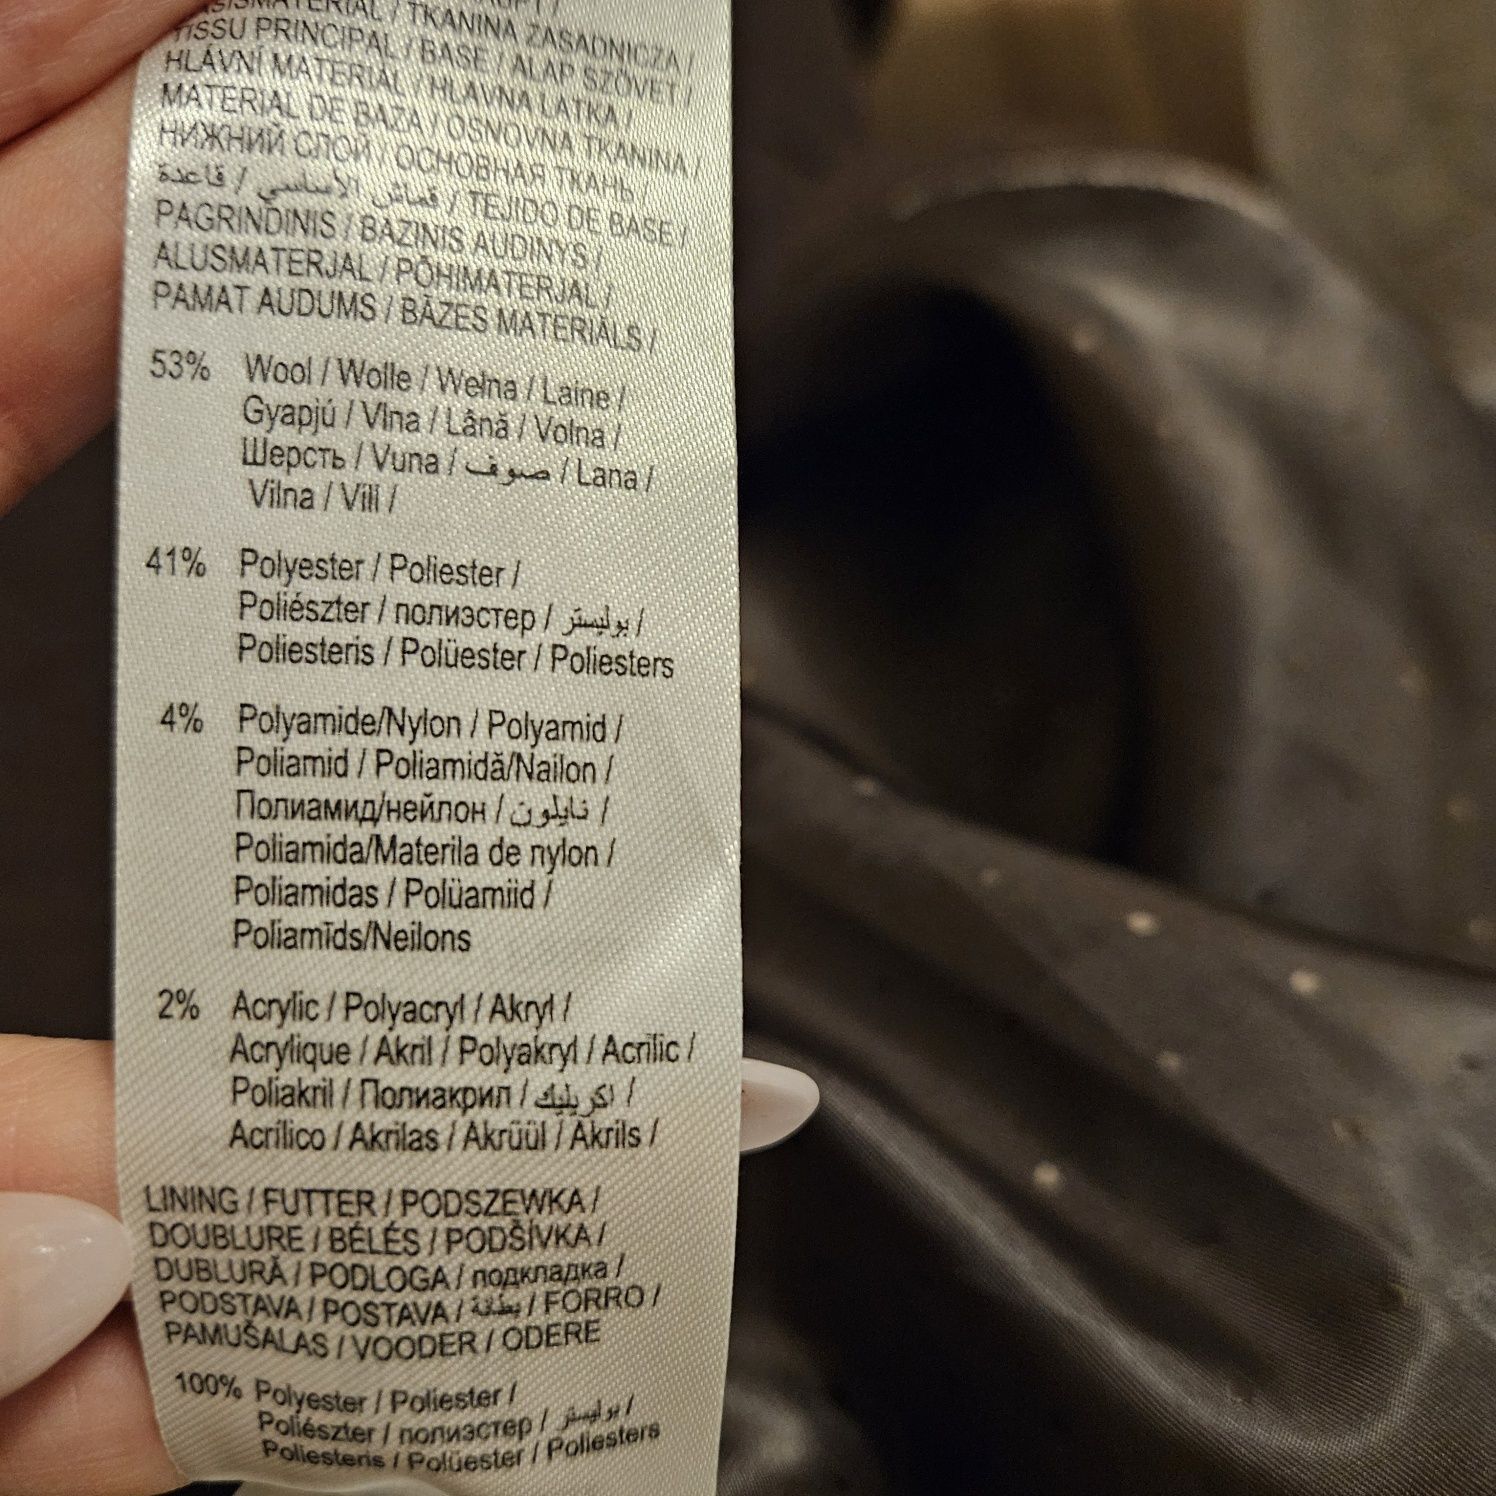 TKANINA ZASADNICZA /
TISSU PRINCIPAL / BASE / ALAP SZÖVET /
HLÁVNÍ MATERIÁL / HLAVNA LÁTKA /
MATERIAL DE BAZA / OSNOVNA TKANINA /
НИЖНИЙ СЛОЙ / ОСНОВНАЯ ТКАНЬ /
قاعدة / قماش الأساسي / TEJIDO DE BASE /
PAGRINDINIS / BAZINIS AUDINYS /
ALUSMATERJAL / PÕHIMATERJAL /
PAMAT AUDUMS / BĀZES MATERIĀLS /
53% Wool / Wolle / Wełna / Laine /
Gyapjú / Vlna / Lână / Volna /
Шерсть / Vuna / صوف / Lana /
Vilna / Vill /
41% Polyester / Poliester /
Poliészter / полиэстер / بوليستر /
Poliesteris / Polüester / Poliesters
4% Polyamide/Nylon / Polyamid /
Poliamid / Poliamidă/Nailon /
Полиамид/нейлон / نايلون /
Poliamida/Materila de nylon /
Poliamidas / Polüamiid /
Poliamīds/Neilons
2% Acrylic / Polyacryl / Akryl /
Acrylique / Akril / Polyakryl / Acrilic /
Poliakril / Полиакрил / اكريليك /
Acrílico / Akrilas / Akrüül / Akrils /
LINING / FUTTER / PODSZEWKA /
DOUBLURE / BÉLÉS / PODŠÍVKA /
DUBLURĂ / PODLOGA / подкладка /
PODSTAVA / POSTAVA / بطانة / FORRO /
PAMUŠALAS / VOODER / ODERE
100% Polyester / Poliester /
Poliészter / полиэстер / بوليستر /
Poliesteris / Polüester / Poliesters